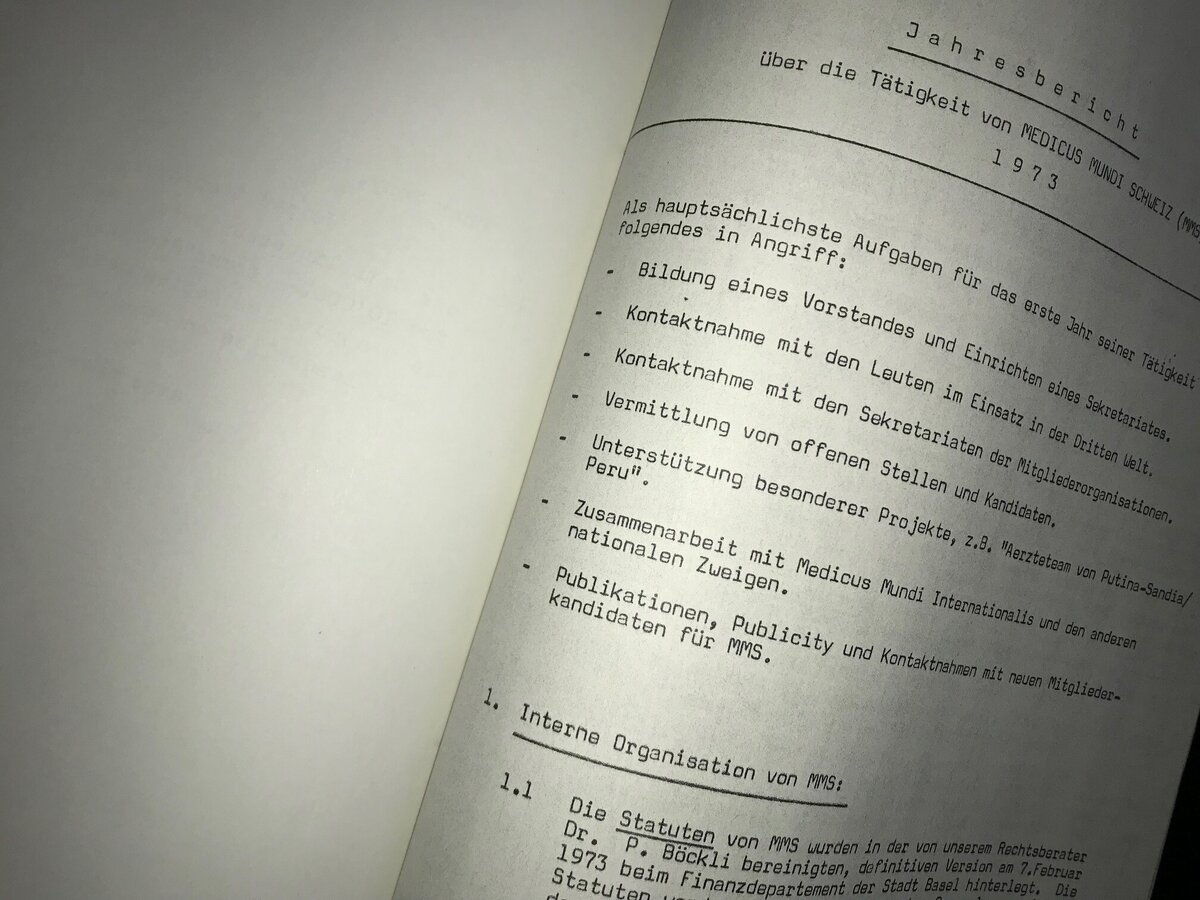 Jahresbericht
über die Tätigkeit von MEDICUS MUNDI SCHWEIZ (MMS
1973
Als hauptsächlichste Aufgaben für das erste Jahr seiner Tätigkeit
folgendes in Angriff:
- Bildung eines Vorstandes und Einrichten eines Sekretariates.
- Kontaktnahme mit den Leuten im Einsatz in der Dritten Welt.
- Kontaktnahme mit den Sekretariaten der Mitgliederorganisationen.
- Vermittlung von offenen Stellen und Kandidaten.
- Unterstützung besonderer Projekte, z.B. "Aerzteteam von Putina-Sandia/
Peru".
- Zusammenarbeit mit Medicus Mundi Internationalis und den anderen
nationalen Zweigen.
- Publikationen, Publicity und Kontaktnahmen mit neuen Mitglieder-
kandidaten für MMS.
1. Interne Organisation von MMS:
1.1 Die Statuten von MMS wurden in der von unserem Rechtsberater
Dr. P. Böckli bereinigten, definitiven Version am 7.Februar
1973 beim Finanzdepartement der Stadt Basel hinterlegt. Die
Statuten